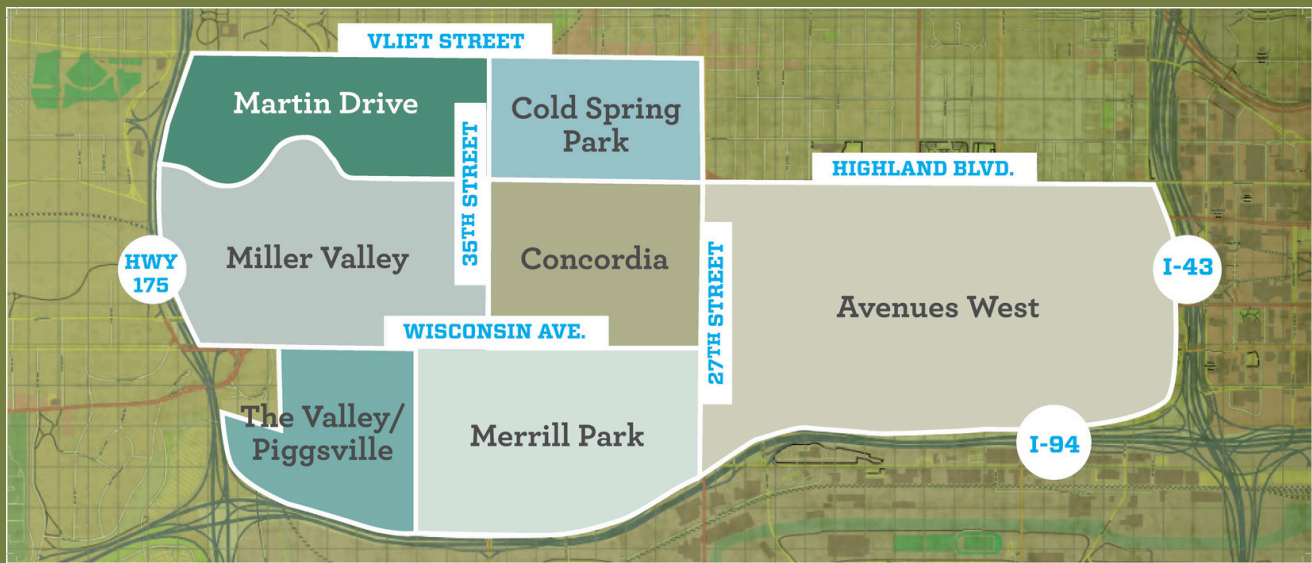 VLIET STREET
Martin Drive
Cold Spring
Park
35TH STREET
HIGHLAND BLVD.
HWY
175
Miller Valley
Concordia
27TH STREET
I-43
Avenues West
WISCONSIN AVE.
The Valley/
Piggsville
Merrill Park
I-94